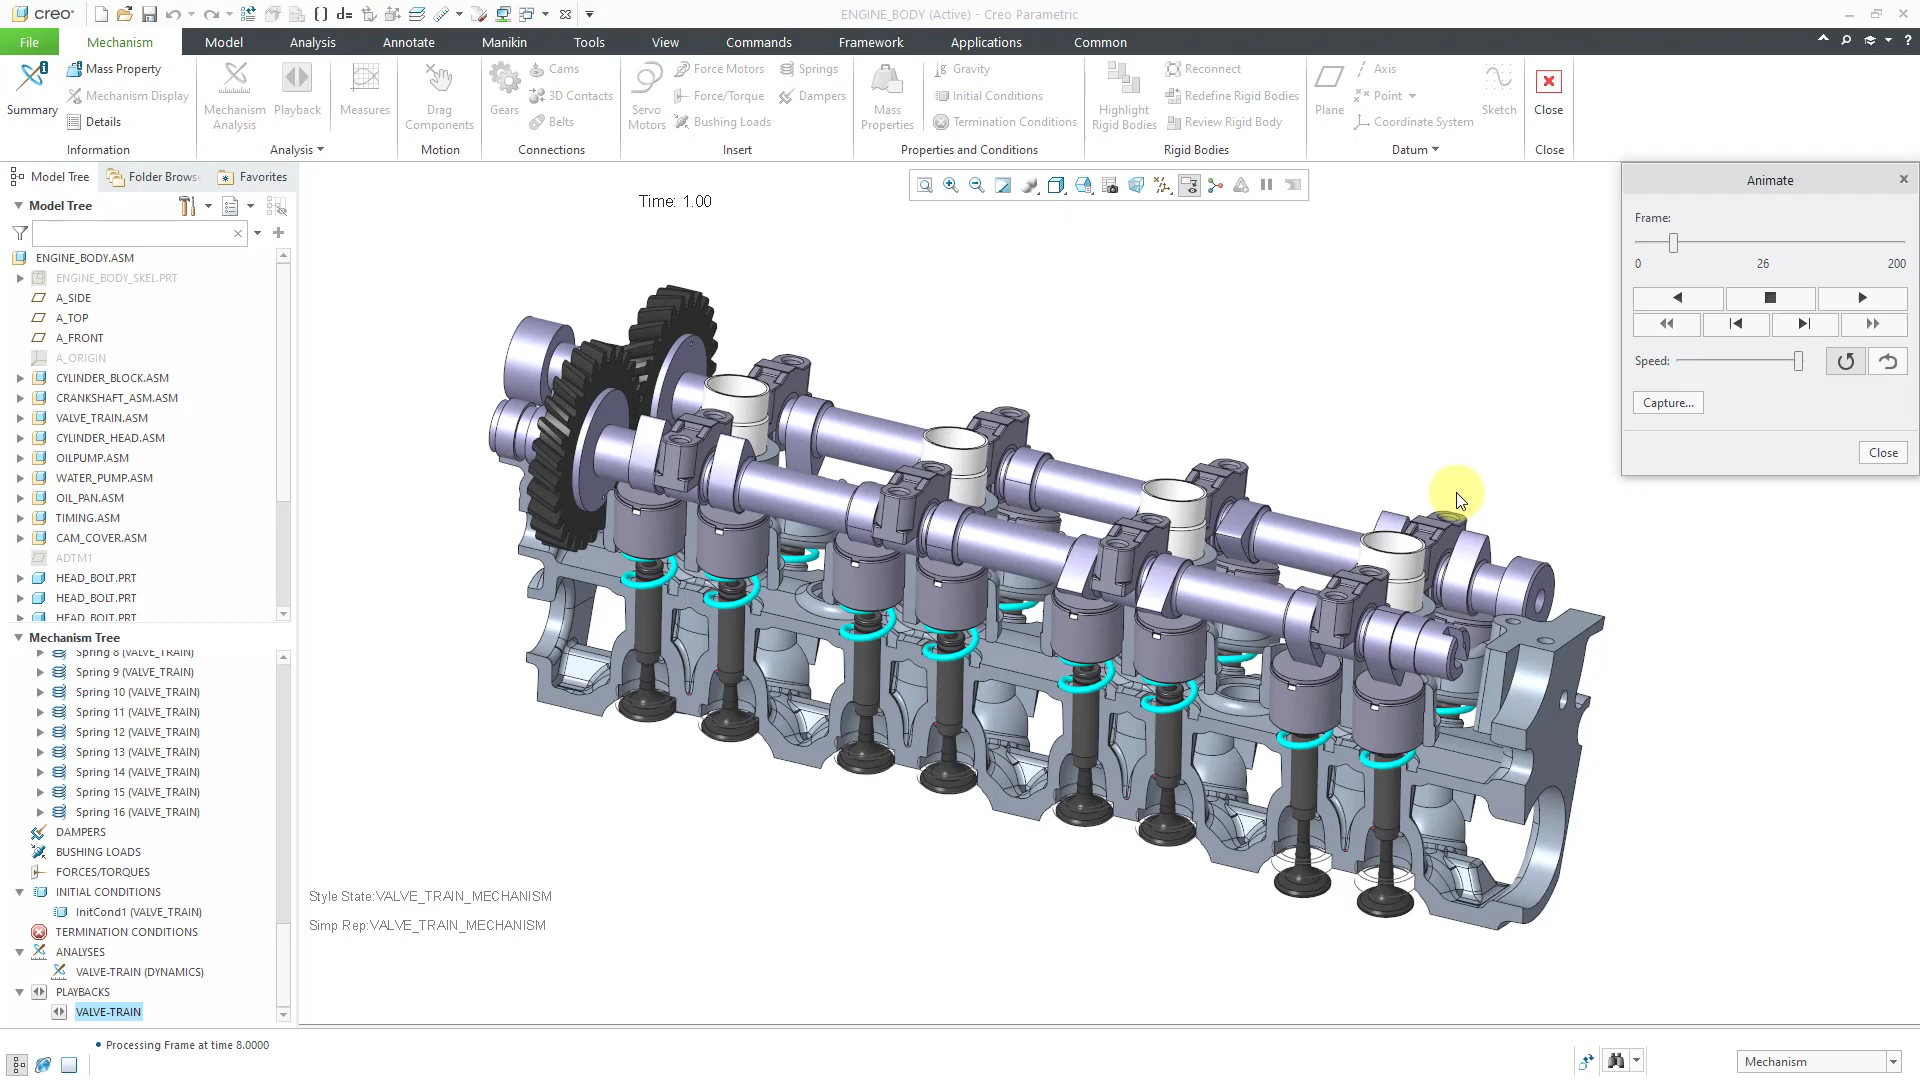 creo®
ENGINE_BODY (Active) - Creo Parametric
File
Mechanism
Model
Analysis
Annotate
Manikin
Tools
View
Commands
Framework
Applications
Common
Summary
Mass Property
Mechanism Display
Details
Information
Mechanism
Analysis
Playback
Measures
Analysis
Drag
Components
Motion
Gears
Cams
3D Contacts
Belts
Connections
Servo
Motors
Force Motors
Force/Torque
Bushing Loads
Springs
Dampers
Insert
Mass
Properties
Gravity
Initial Conditions
Termination Conditions
Properties and Conditions
Highlight
Rigid Bodies
Reconnect
Redefine Rigid Bodies
Review Rigid Body
Rigid Bodies
Plane
Axis
Point
Coordinate System
Sketch
Datum
Close
Close
Model Tree
Folder Brows
Favorites
Model Tree
ENGINE_BODY.ASM
ENGINE_BODY_SKEL.PRT
A_SIDE
A_TOP
A_FRONT
A_ORIGIN
CYLINDER_BLOCK.ASM
CRANKSHAFT_ASM.ASM
VALVE_TRAIN.ASM
CYLINDER_HEAD.ASM
OILPUMP.ASM
WATER_PUMP.ASM
OIL_PAN.ASM
TIMING.ASM
CAM_COVER.ASM
ADTM1
HEAD_BOLT.PRT
HEAD_BOLT.PRT
HEAD_BOLT.PRT
Mechanism Tree
Spring 8 (VALVE_TRAIN)
Spring 9 (VALVE_TRAIN)
Spring 10 (VALVE_TRAIN)
Spring 11 (VALVE_TRAIN)
Spring 12 (VALVE_TRAIN)
Spring 13 (VALVE_TRAIN)
Spring 14 (VALVE_TRAIN)
Spring 15 (VALVE_TRAIN)
Spring 16 (VALVE_TRAIN)
DAMPERS
BUSHING LOADS
FORCES/TORQUES
INITIAL CONDITIONS
InitCond1 (VALVE_TRAIN)
TERMINATION CONDITIONS
ANALYSES
VALVE-TRAIN (DYNAMICS)
PLAYBACKS
VALVE-TRAIN
Time: 1.00
Style State:VALVE_TRAIN_MECHANISM
Simp Rep:VALVE_TRAIN_MECHANISM
Animate
Frame:
0 26 200
Speed:
Capture...
Close
Processing Frame at time 8.0000
Mechanism